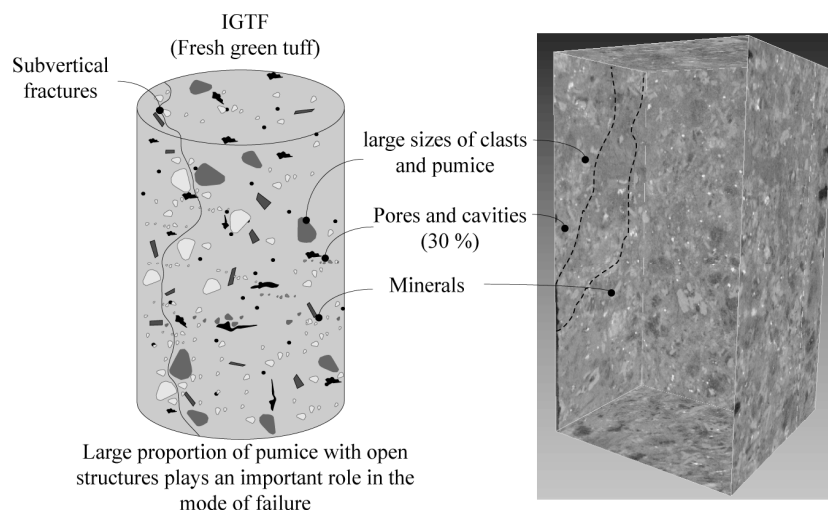 IGTF
(Fresh green tuff)
Subvertical
fractures
large sizes of clasts
and pumice
Pores and cavities
(30 %)
Minerals
Large proportion of pumice with open
structures plays an important role in the
mode of failure